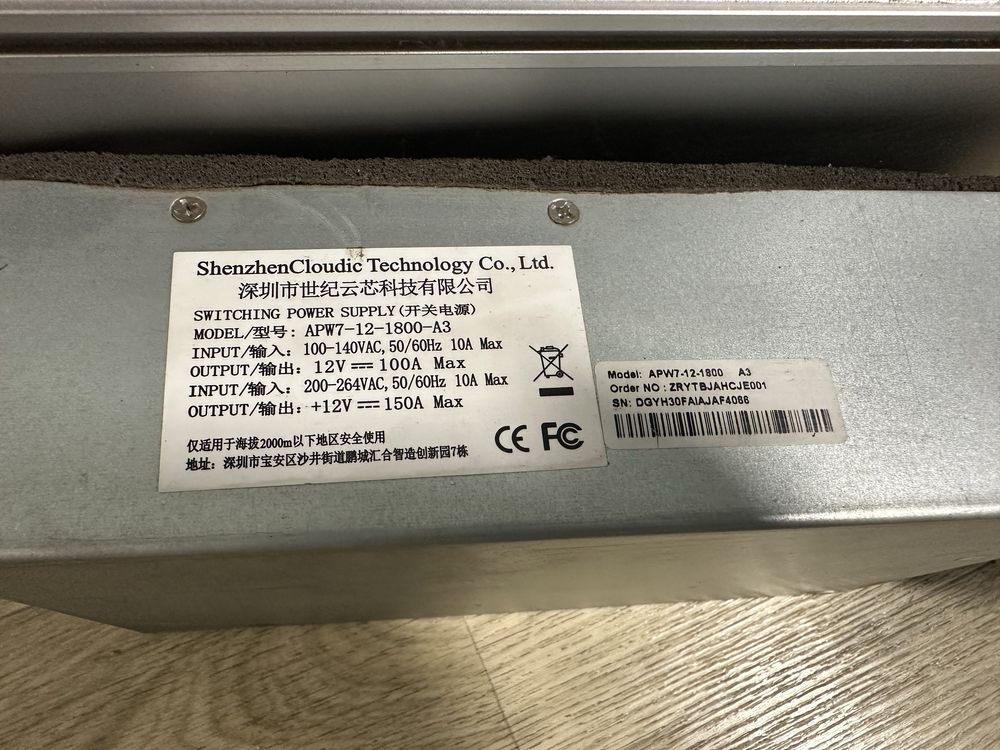 ShenzhenCloudic Technology Co., Ltd.
深圳市世纪云芯科技有限公司
SWITCHING POWER SUPPLY(开关电源)
MODEL/型号: APW7-12-1800-A3
INPUT/输入: 100-140VAC,50/60Hz 10A Max
OUTPUT/输出: 12V⎓100A Max
INPUT/输入: 200-264VAC,50/60Hz 10A Max
OUTPUT/输出: +12V⎓150A Max
仅适用于海拔2000m以下地区安全使用
地址: 深圳市宝安区沙井街道鹏城汇合智造创新园7栋
CE FC
Model: APW7-12-1800 A3
Order NO : ZRYTBJAHCJE001
SN: DGYH30FAIAJAF4066